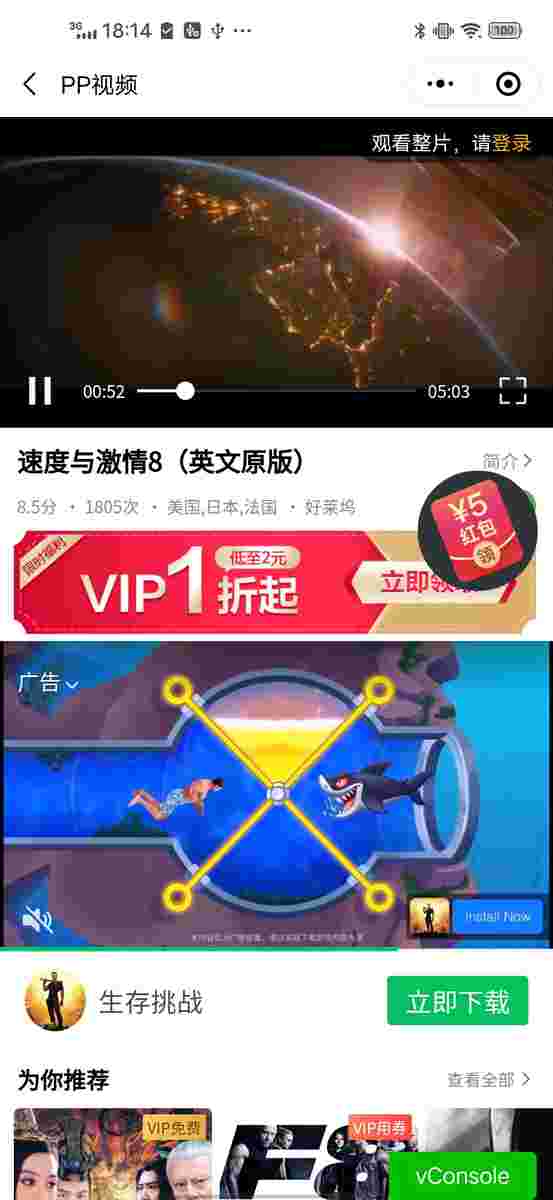 3G 18:14 100
PP视频
观看整片，请登录
00:52 05:03
速度与激情8（英文原版） 简介
8.5分 · 1805次 · 美国,日本,法国 · 好莱坞
¥5
红包
领
限时福利
VIP1折起
低至2元
立即领
广告
Install Now
生存挑战
立即下载
为你推荐 查看全部
VIP免费
VIP用券
F8
vConsole